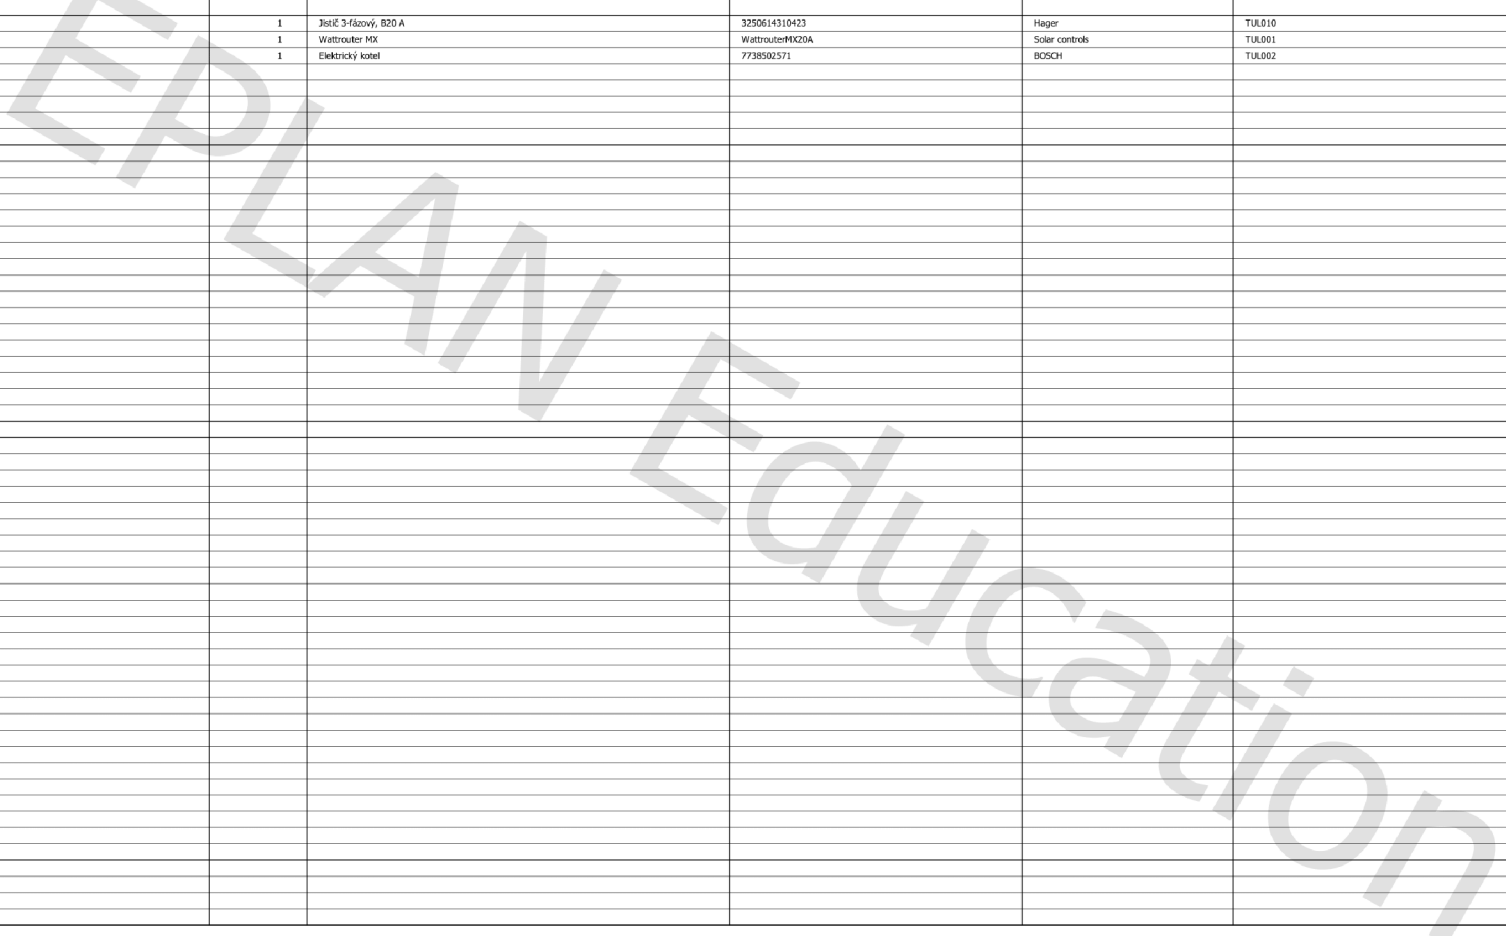 1 Jistič 3-fázový, B20 A 3250614310423 Hager TUL010
1 Wattrouter MX WattrouterMX20A Solar controls TUL001
1 Elektrický kotel 7738502571 BOSCH TUL002
EPLAN Education